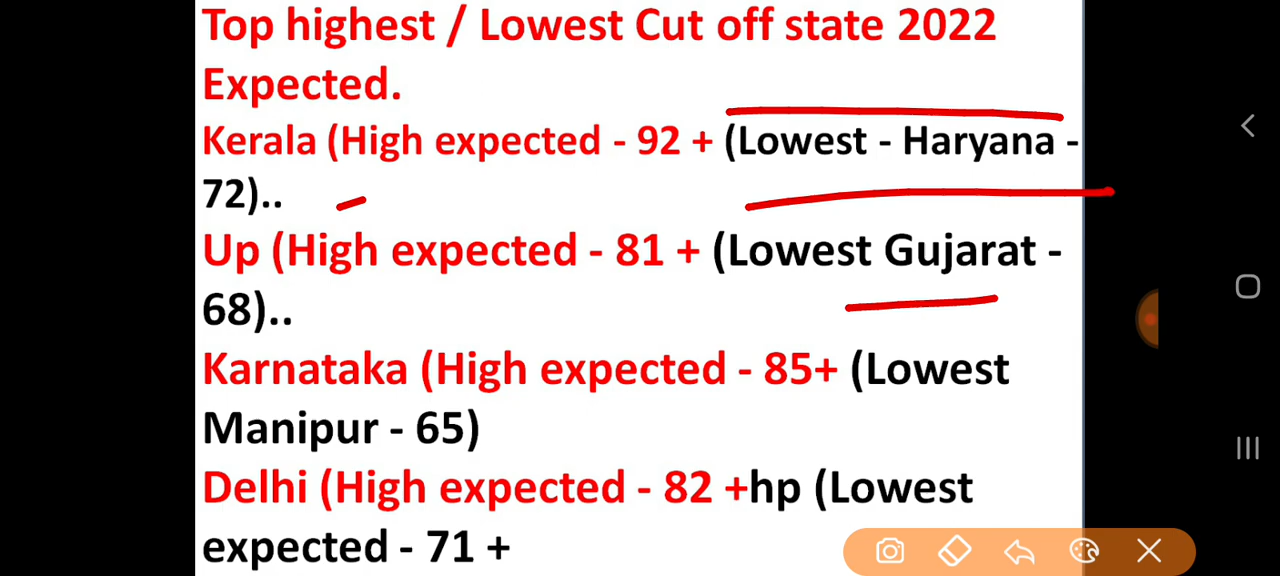 Top highest / Lowest Cut off state 2022
Expected.
Kerala (High expected - 92 + (Lowest - Haryana -
72)..
Up (High expected - 81 + (Lowest Gujarat -
68)..
Karnataka (High expected - 85+ (Lowest
Manipur - 65)
Delhi (High expected - 82 +hp (Lowest
expected - 71 +